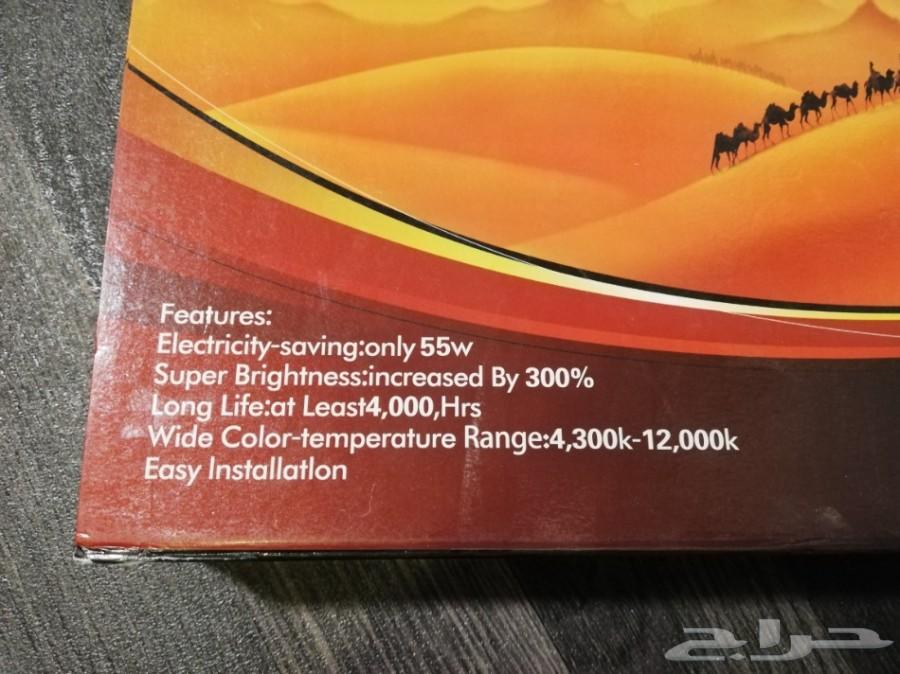 Features:
Electricity-saving:only 55w
Super Brightness:increased By 300%
Long Life:at Least4,000,Hrs
Wide Color-temperature Range:4,300k-12,000k
Easy Installatlon
حراج